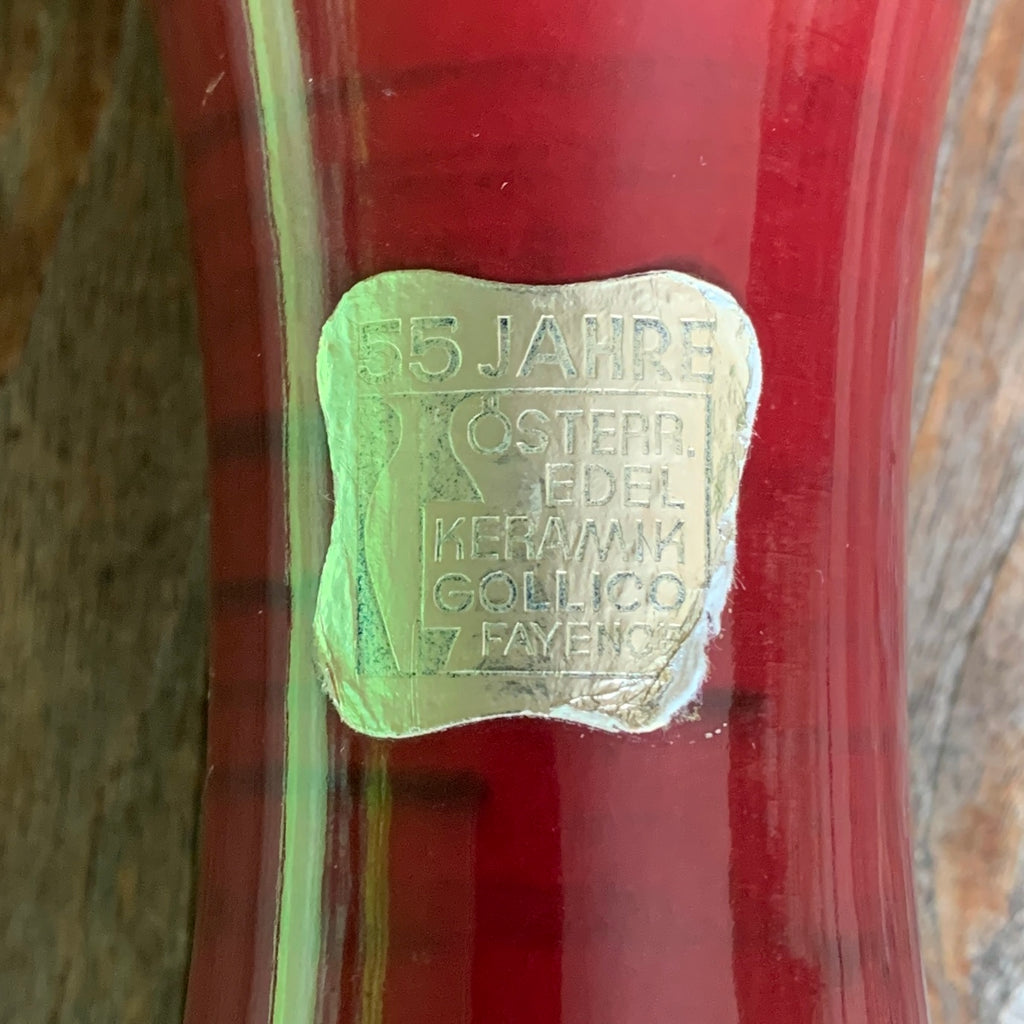 55 JAHRE
ÖSTERR.
EDEL
KERAMIK
GOLLICO
FAYENCE